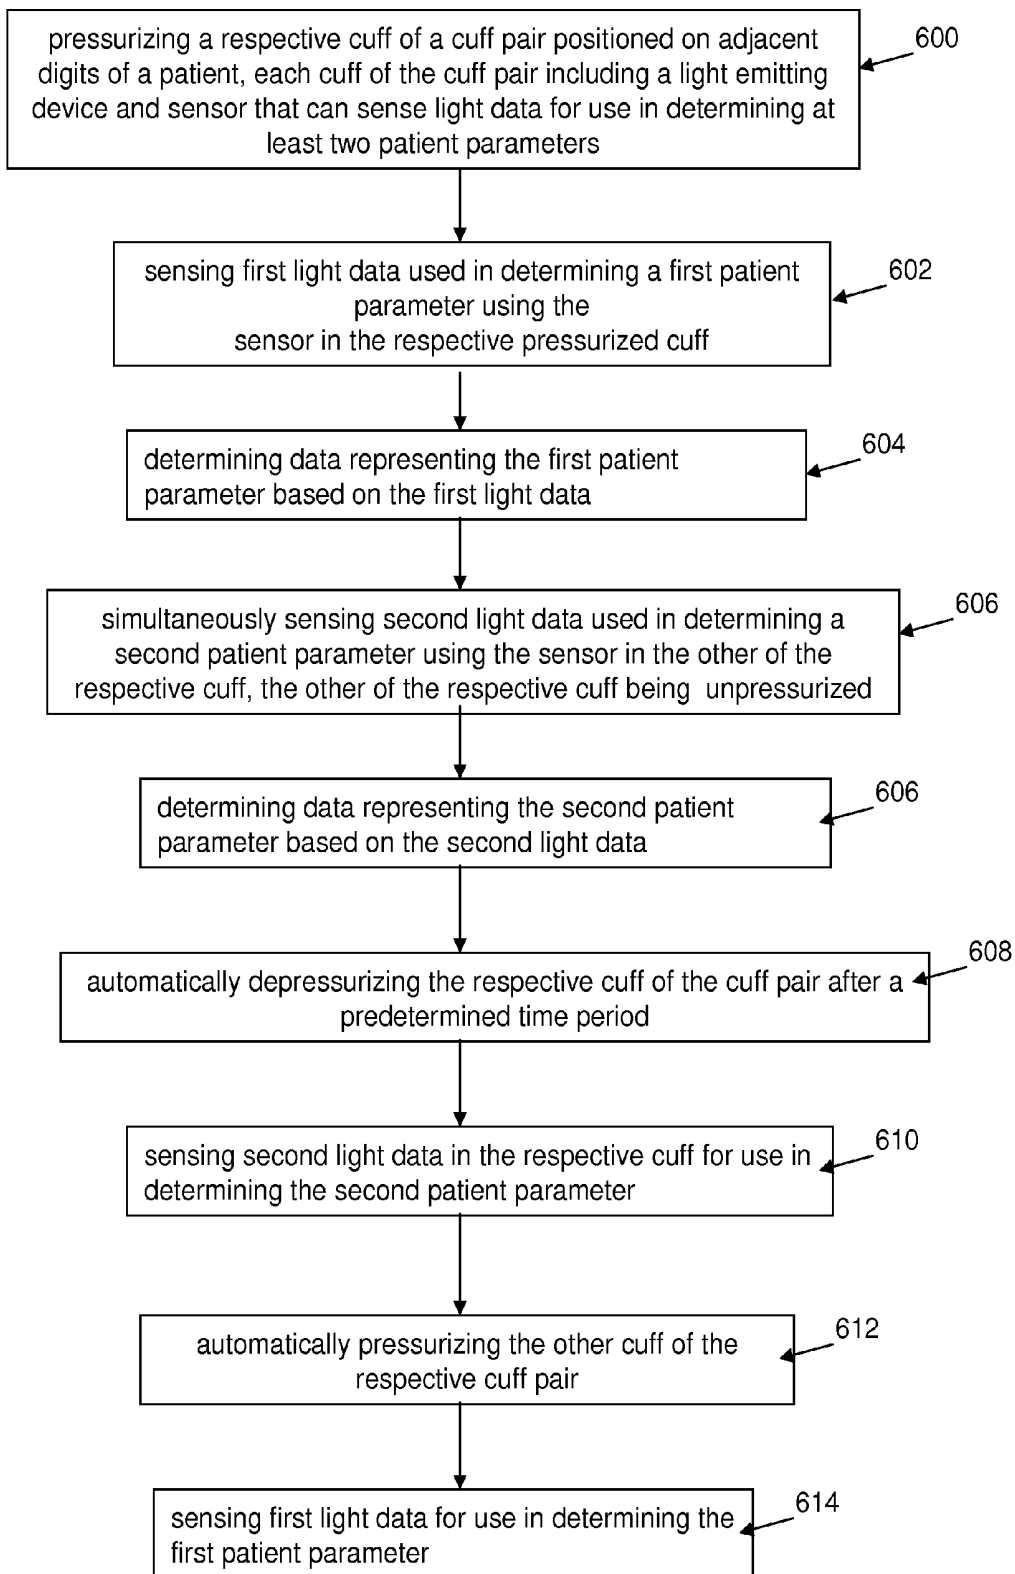 pressurizing a respective cuff of a cuff pair positioned on adjacent
digits of a patient, each cuff of the cuff pair including a light emitting
device and sensor that can sense light data for use in determining at
least two patient parameters
600
sensing first light data used in determining a first patient
parameter using the
sensor in the respective pressurized cuff
602
determining data representing the first patient
parameter based on the first light data
604
simultaneously sensing second light data used in determining a
second patient parameter using the sensor in the other of the
respective cuff, the other of the respective cuff being unpressurized
606
determining data representing the second patient
parameter based on the second light data
606
automatically depressurizing the respective cuff of the cuff pair after a
predetermined time period
608
sensing second light data in the respective cuff for use in
determining the second patient parameter
610
automatically pressurizing the other cuff of the
respective cuff pair
612
sensing first light data for use in determining the
first patient parameter
614